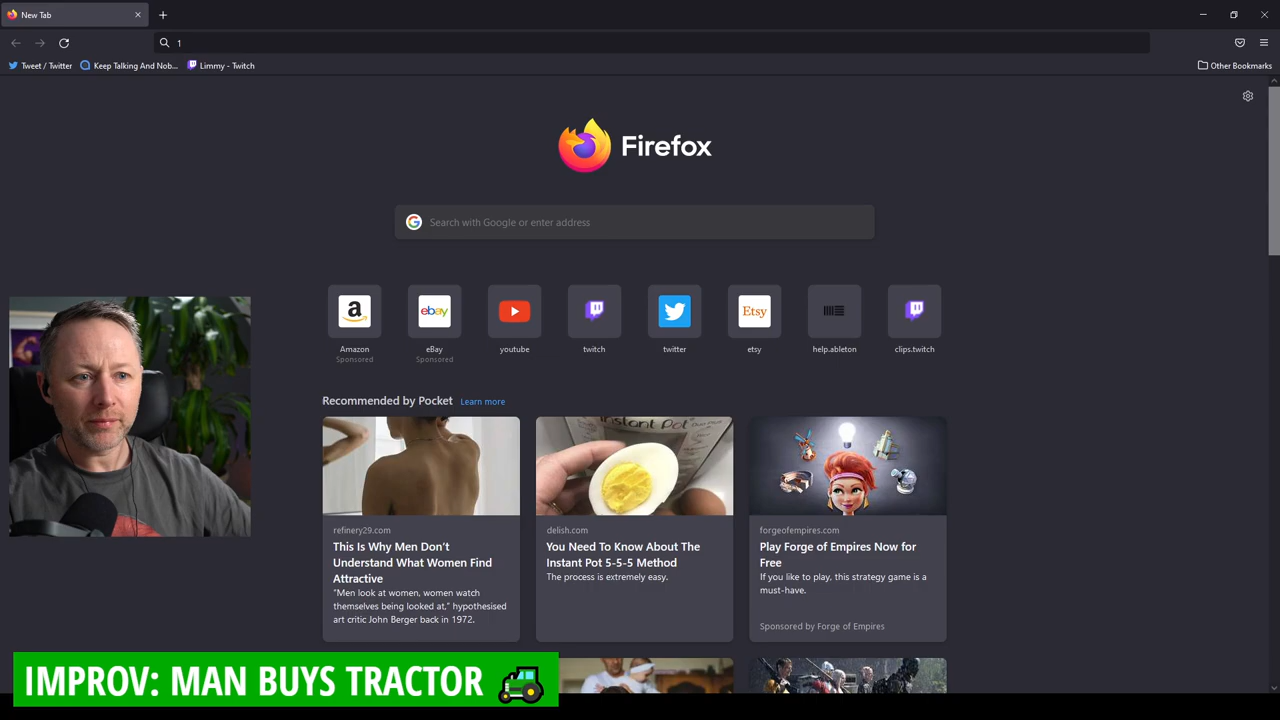 New Tab
1
Tweet / Twitter
Keep Talking And Nob...
Limmy - Twitch
Other Bookmarks
Firefox
Search with Google or enter address
a
ebay
Etsy
Amazon
Sponsored
eBay
Sponsored
youtube
twitch
twitter
etsy
help.ableton
clips.twitch
Recommended by Pocket Learn more
Instant Pot
refinery29.com
This Is Why Men Don't
Understand What Women Find
Attractive
"Men look at women, women watch
themselves being looked at," hypothesised
art critic John Berger back in 1972.
delish.com
You Need To Know About The
Instant Pot 5-5-5 Method
The process is extremely easy.
forgeofempires.com
Play Forge of Empires Now for
Free
If you like to play, this strategy game is a
must-have.
Sponsored by Forge of Empires
IMPROV: MAN BUYS TRACTOR